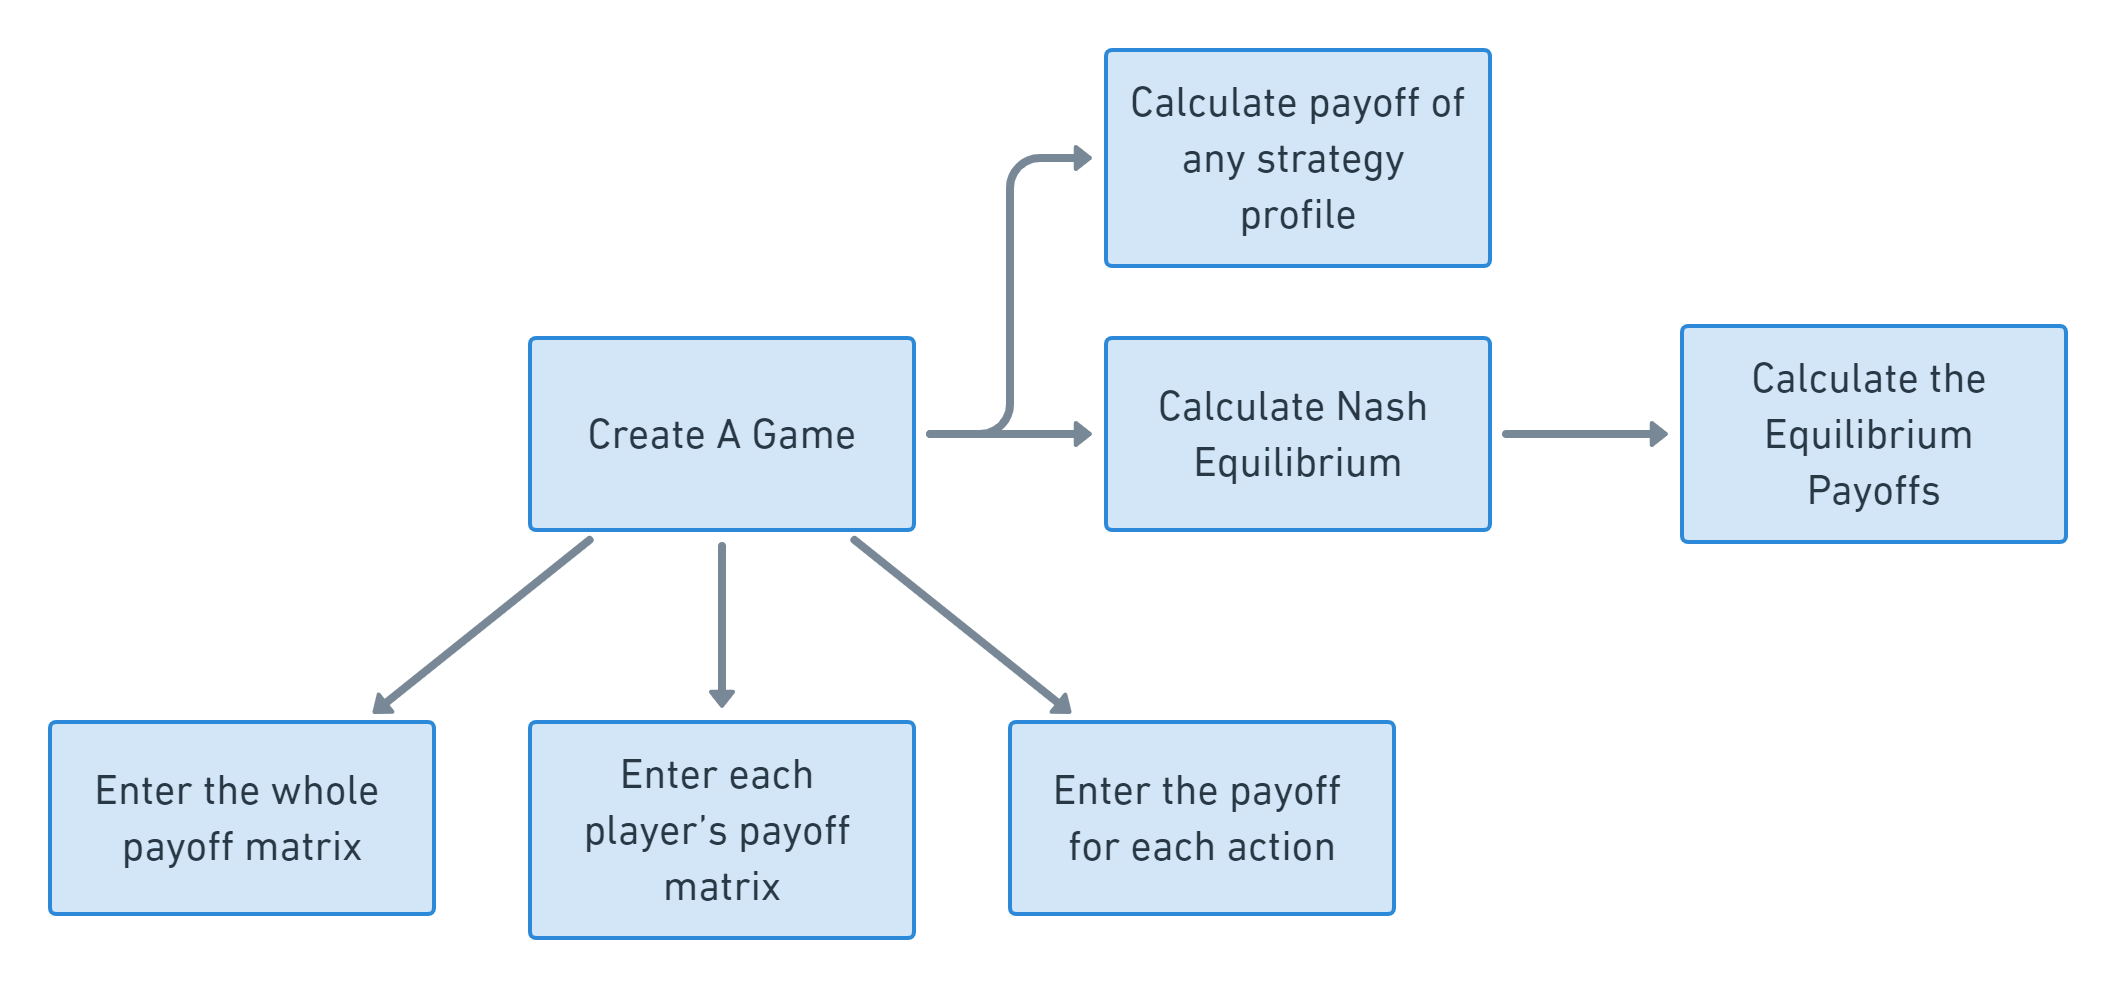 Calculate payoff of
any strategy
profile
Create A Game
Calculate Nash
Equilibrium
Calculate the
Equilibrium
Payoffs
Enter the whole
payoff matrix
Enter each
player’s payoff
matrix
Enter the payoff
for each action